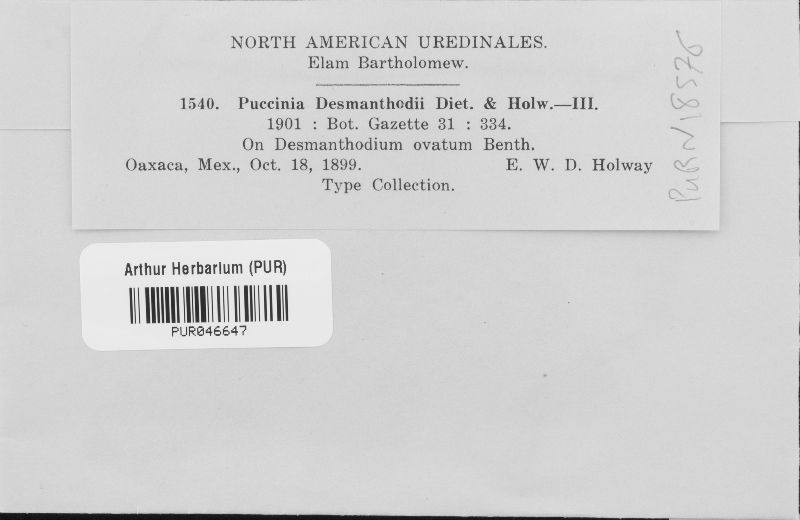 NORTH AMERICAN UREDINALES.
Elam Bartholomew.
1540. Puccinia Desmanthodii Diet. & Holw.—III.
1901 : Bot. Gazette 31 : 334.
On Desmanthodium ovatum Benth.
Oaxaca, Mex., Oct. 18, 1899. E. W. D. Holway
Type Collection.
PUR N18576
Arthur Herbarium (PUR)
PUR046647